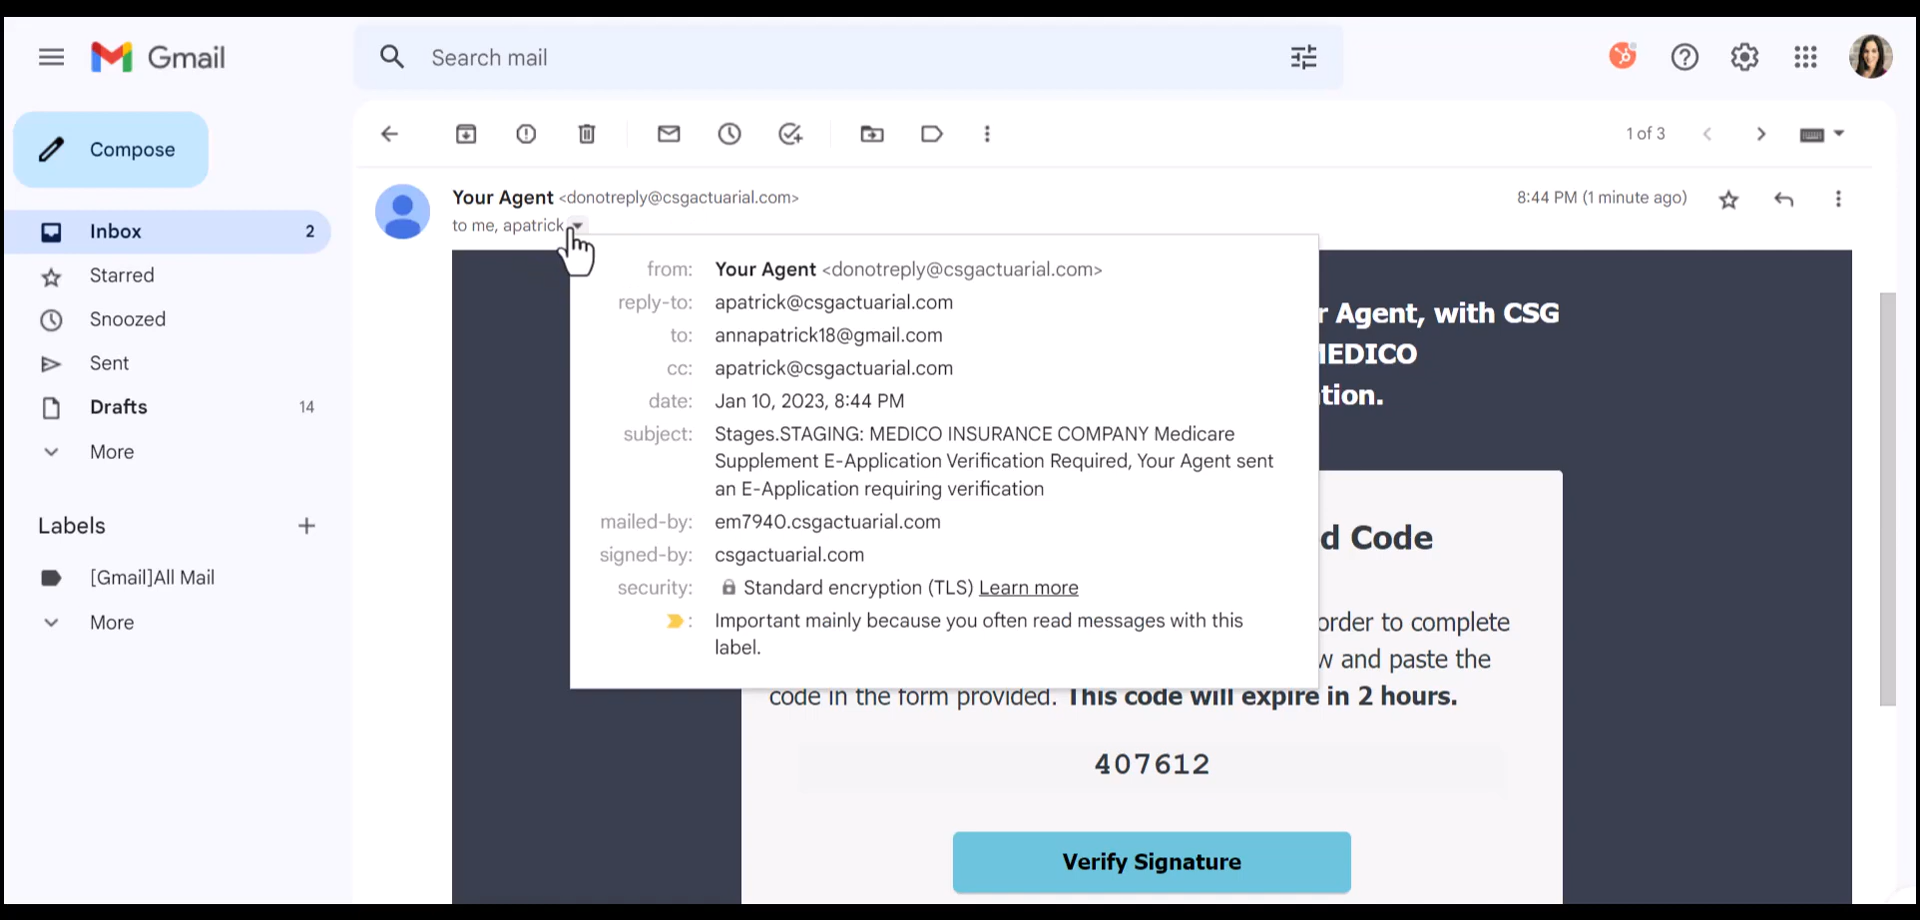 Gmail
Search mail
Compose
1 of 3
Your Agent <donotreply@csgactuarial.com>
8:44 PM (1 minute ago)
to me, apatrick
Inbox 2
Starred
Snoozed
Sent
Drafts 14
More
Labels
[Gmail]All Mail
More
from: Your Agent <donotreply@csgactuarial.com>
reply-to: apatrick@csgactuarial.com
to: annapatrick18@gmail.com
cc: apatrick@csgactuarial.com
date: Jan 10, 2023, 8:44 PM
subject: Stages.STAGING: MEDICO INSURANCE COMPANY Medicare
Supplement E-Application Verification Required, Your Agent sent
an E-Application requiring verification
mailed-by: em7940.csgactuarial.com
signed-by: csgactuarial.com
security: Standard encryption (TLS) Learn more
: Important mainly because you often read messages with this
label.
r Agent, with CSG
MEDICO
tion.
d Code
order to complete
w and paste the
code in the form provided. This code will expire in 2 hours.
407612
Verify Signature